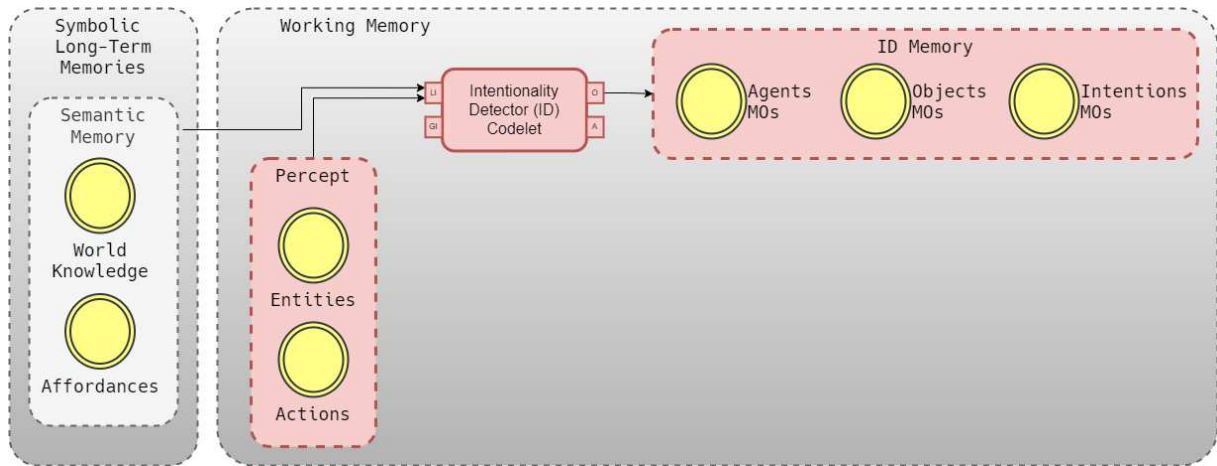 Symbolic
Long-Term
Memories
Semantic
Memory
World
Knowledge
Affordances
Working Memory
Percept
Entities
Actions
LI
GI
Intentionality
Detector (ID)
Codelet
O
A
ID Memory
Agents
MOs
Objects
MOs
Intentions
MOs